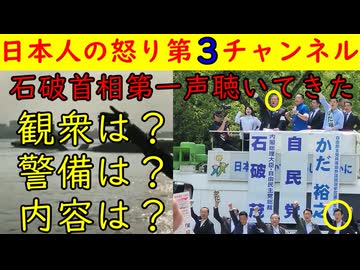 日本人の怒り第3チャンネル
石破首相第一声聴いてきた
観衆は？
警備は？
内容は？
日本
内閣総理大臣・自由民主党総裁
石破茂
自民党
かだ裕之